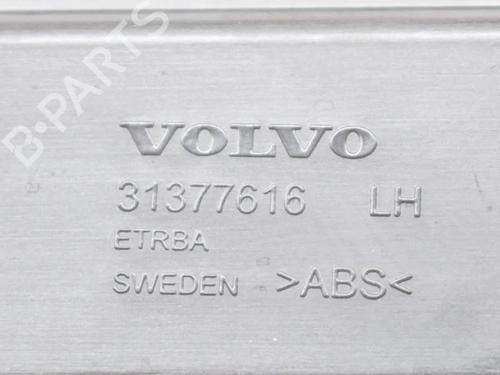 B-PARTS
VOLVO
31377616 LH
ETRBA
SWEDEN >ABS<